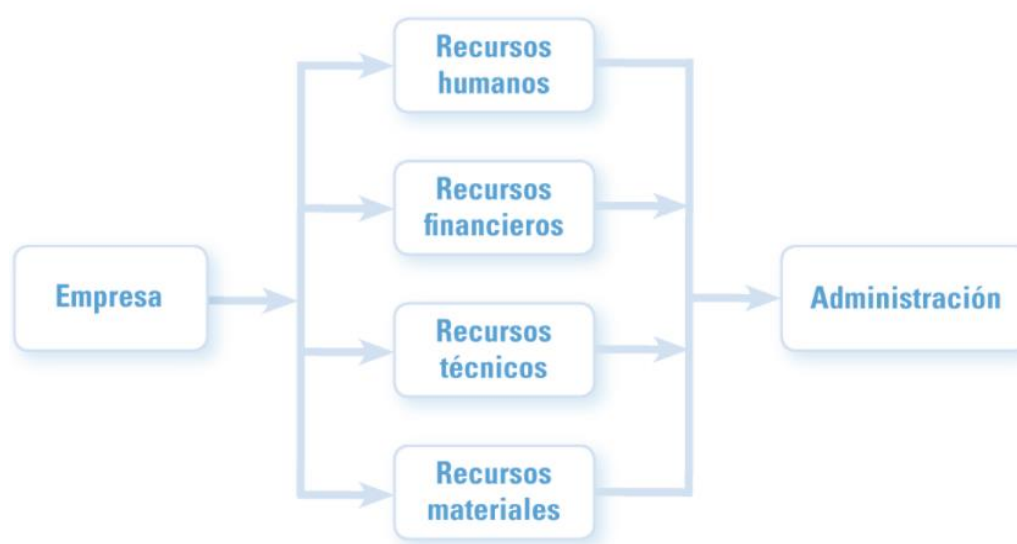 Recursos
humanos
Recursos
financieros
Empresa
Administración
Recursos
técnicos
Recursos
materiales